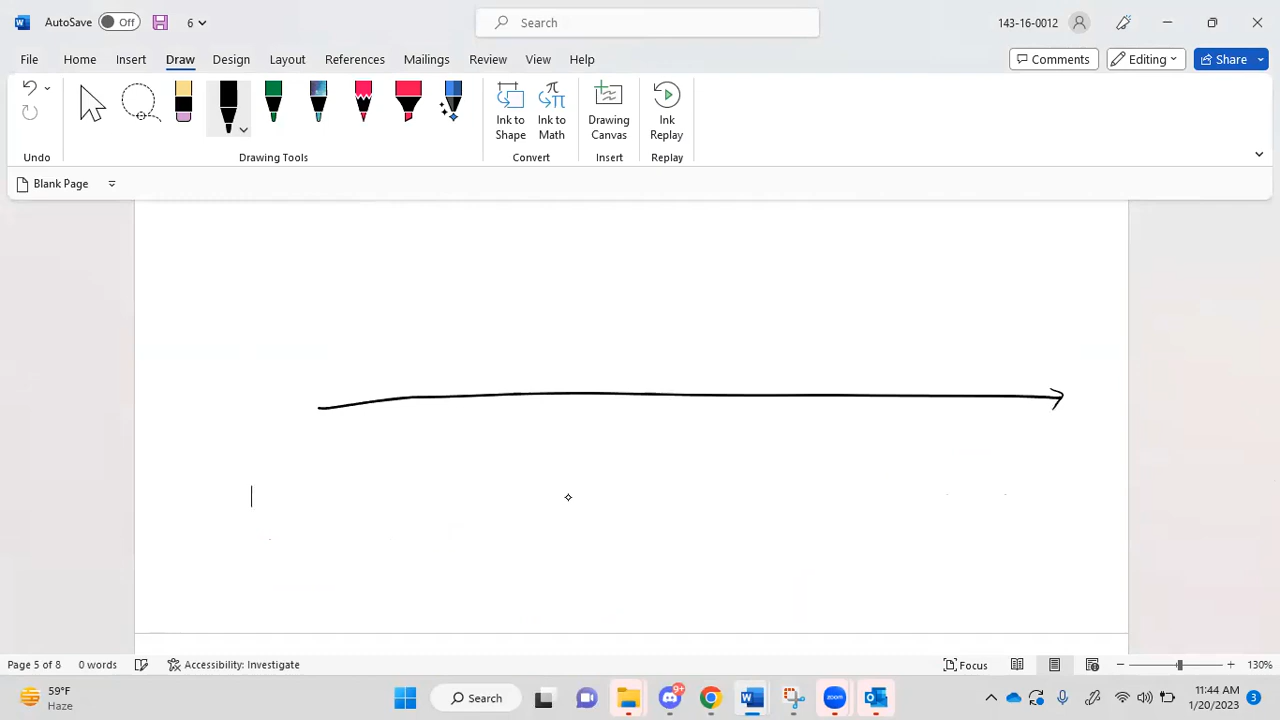 AutoSave Off 6 Search 143-16-0012
File Home Insert Draw Design Layout References Mailings Review View Help Comments Editing Share
Undo Drawing Tools Ink to Shape Ink to Math Convert Drawing Canvas Insert Ink Replay Replay
Blank Page
Page 5 of 8 0 words Accessibility: Investigate Focus 130%
59°F Haze Search 9+ zoom 11:44 AM 1/20/2023 3